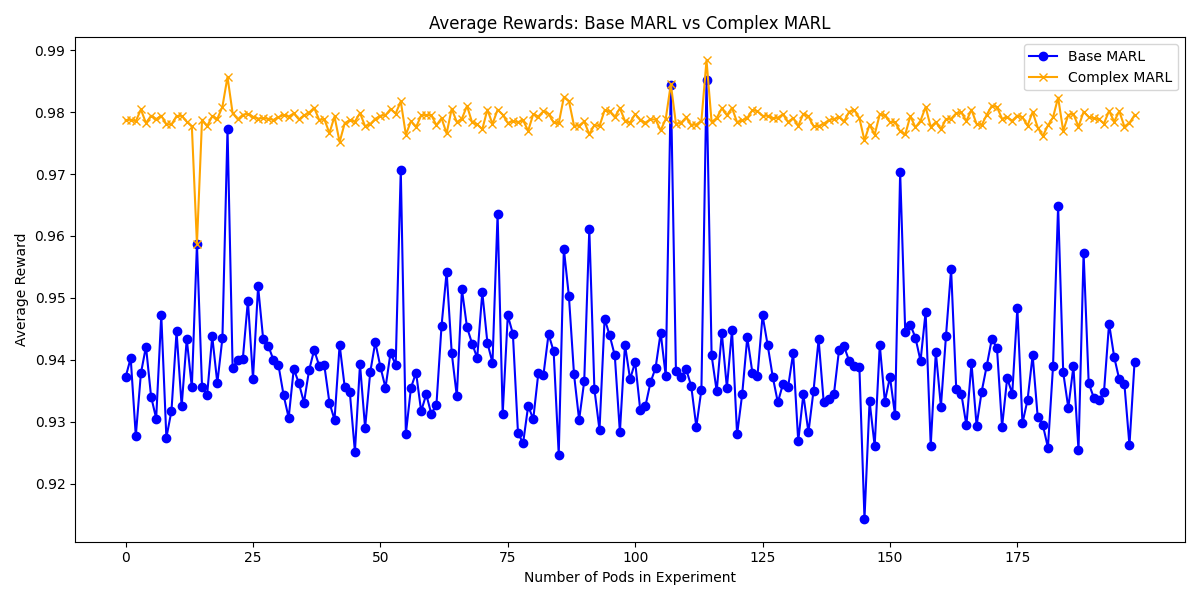 Average Rewards: Base MARL vs Complex MARL
Base MARL
Complex MARL
Average Reward
0.99
0.98
0.97
0.96
0.95
0.94
0.93
0.92
0 25 50 75 100 125 150 175
Number of Pods in Experiment